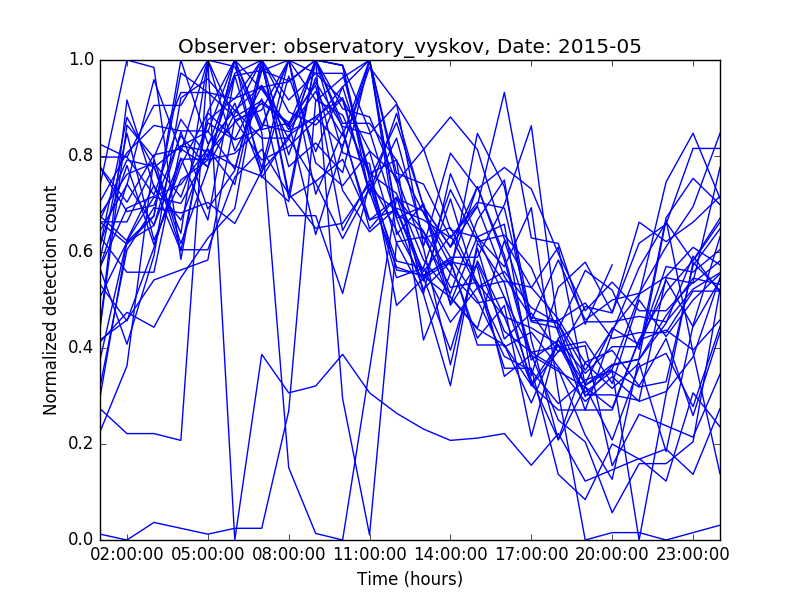 Observer: observatory_vyskov, Date: 2015-05
Normalized detection count
1.0
0.8
0.6
0.4
0.2
0.0
02:00:00 05:00:00 08:00:00 11:00:00 14:00:00 17:00:00 20:00:00 23:00:00
Time (hours)